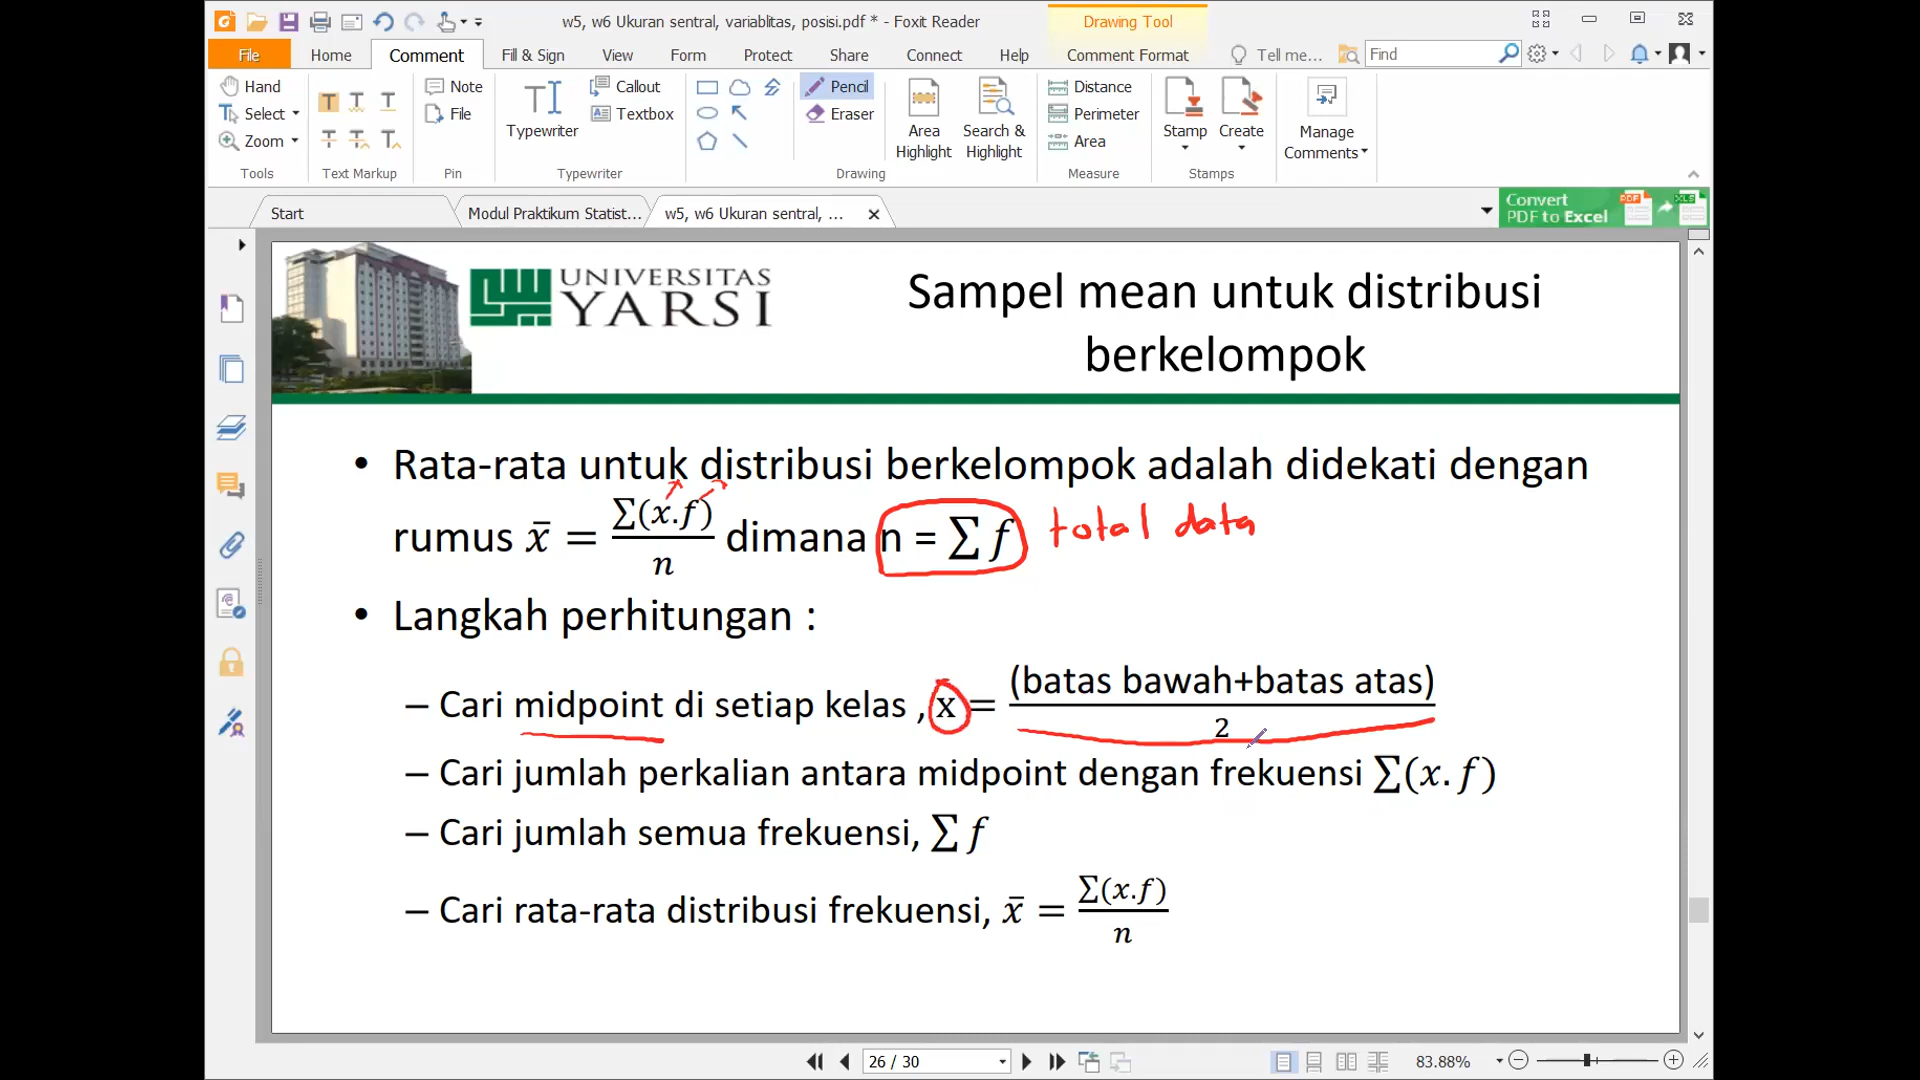 w5, w6 Ukuran sentral, variablitas, posisi.pdf * - Foxit Reader
Drawing Tool
File Home Comment Fill & Sign View Form Protect Share Connect Help Comment Format Tell me... Find
Hand
Select
Zoom
Tools
T T T
T T T
Text Markup
Note
File
Pin
Typewriter
Callout
Textbox
Typewriter
Pencil
Eraser
Area Highlight
Search & Highlight
Drawing
Distance
Perimeter
Area
Measure
Stamp
Create
Stamps
Manage Comments
Start
Modul Praktikum Statist...
w5, w6 Ukuran sentral, ...
Convert
PDF to Excel
PDF
XLS
UNIVERSITAS
YARSI
Sampel mean untuk distribusi
berkelompok
• Rata-rata untuk distribusi berkelompok adalah didekati dengan
rumus x̄ = ∑(x.f)/n dimana n = ∑ f total data
• Langkah perhitungan :
– Cari midpoint di setiap kelas , x = (batas bawah+batas atas)/2
– Cari jumlah perkalian antara midpoint dengan frekuensi ∑(x. f)
– Cari jumlah semua frekuensi, ∑ f
– Cari rata-rata distribusi frekuensi, x̄ = ∑(x.f)/n
26 / 30
83.88%